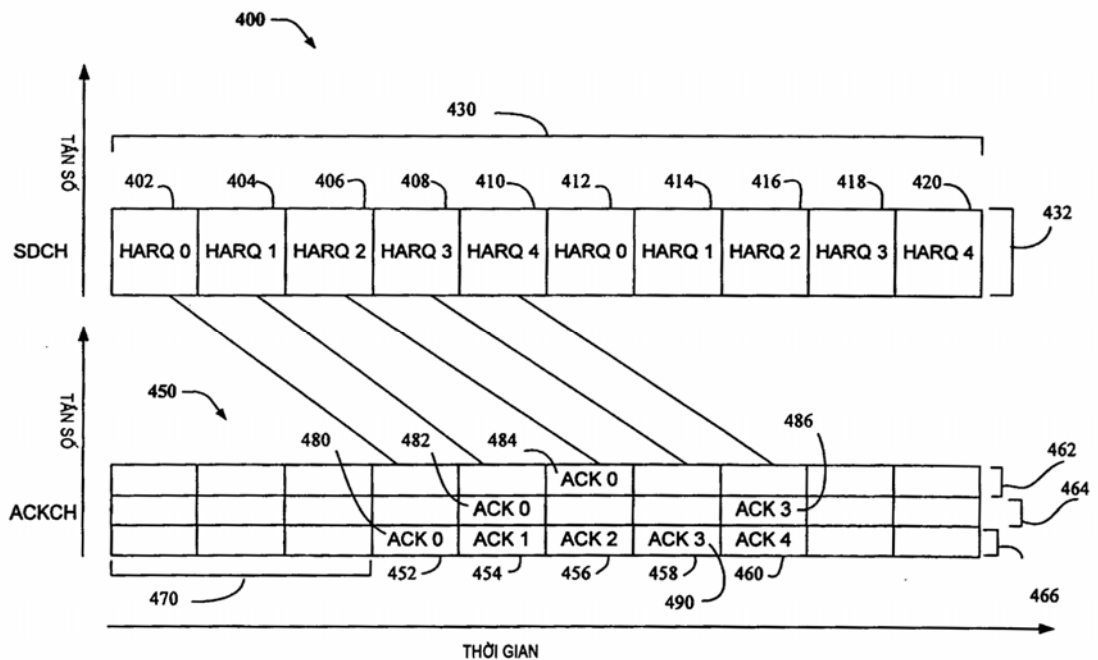 400
TẦN SỐ
430
402 404 406 408 410 412 414 416 418 420
SDCH HARQ 0 HARQ 1 HARQ 2 HARQ 3 HARQ 4 HARQ 0 HARQ 1 HARQ 2 HARQ 3 HARQ 4 432
TẦN SỐ
450
480 482 484 486
ACK 0 462
ACKCH ACK 0 ACK 3 464
ACK 0 ACK 1 ACK 2 ACK 3 ACK 4
470 452 454 456 458 490 460 466
THỜI GIAN